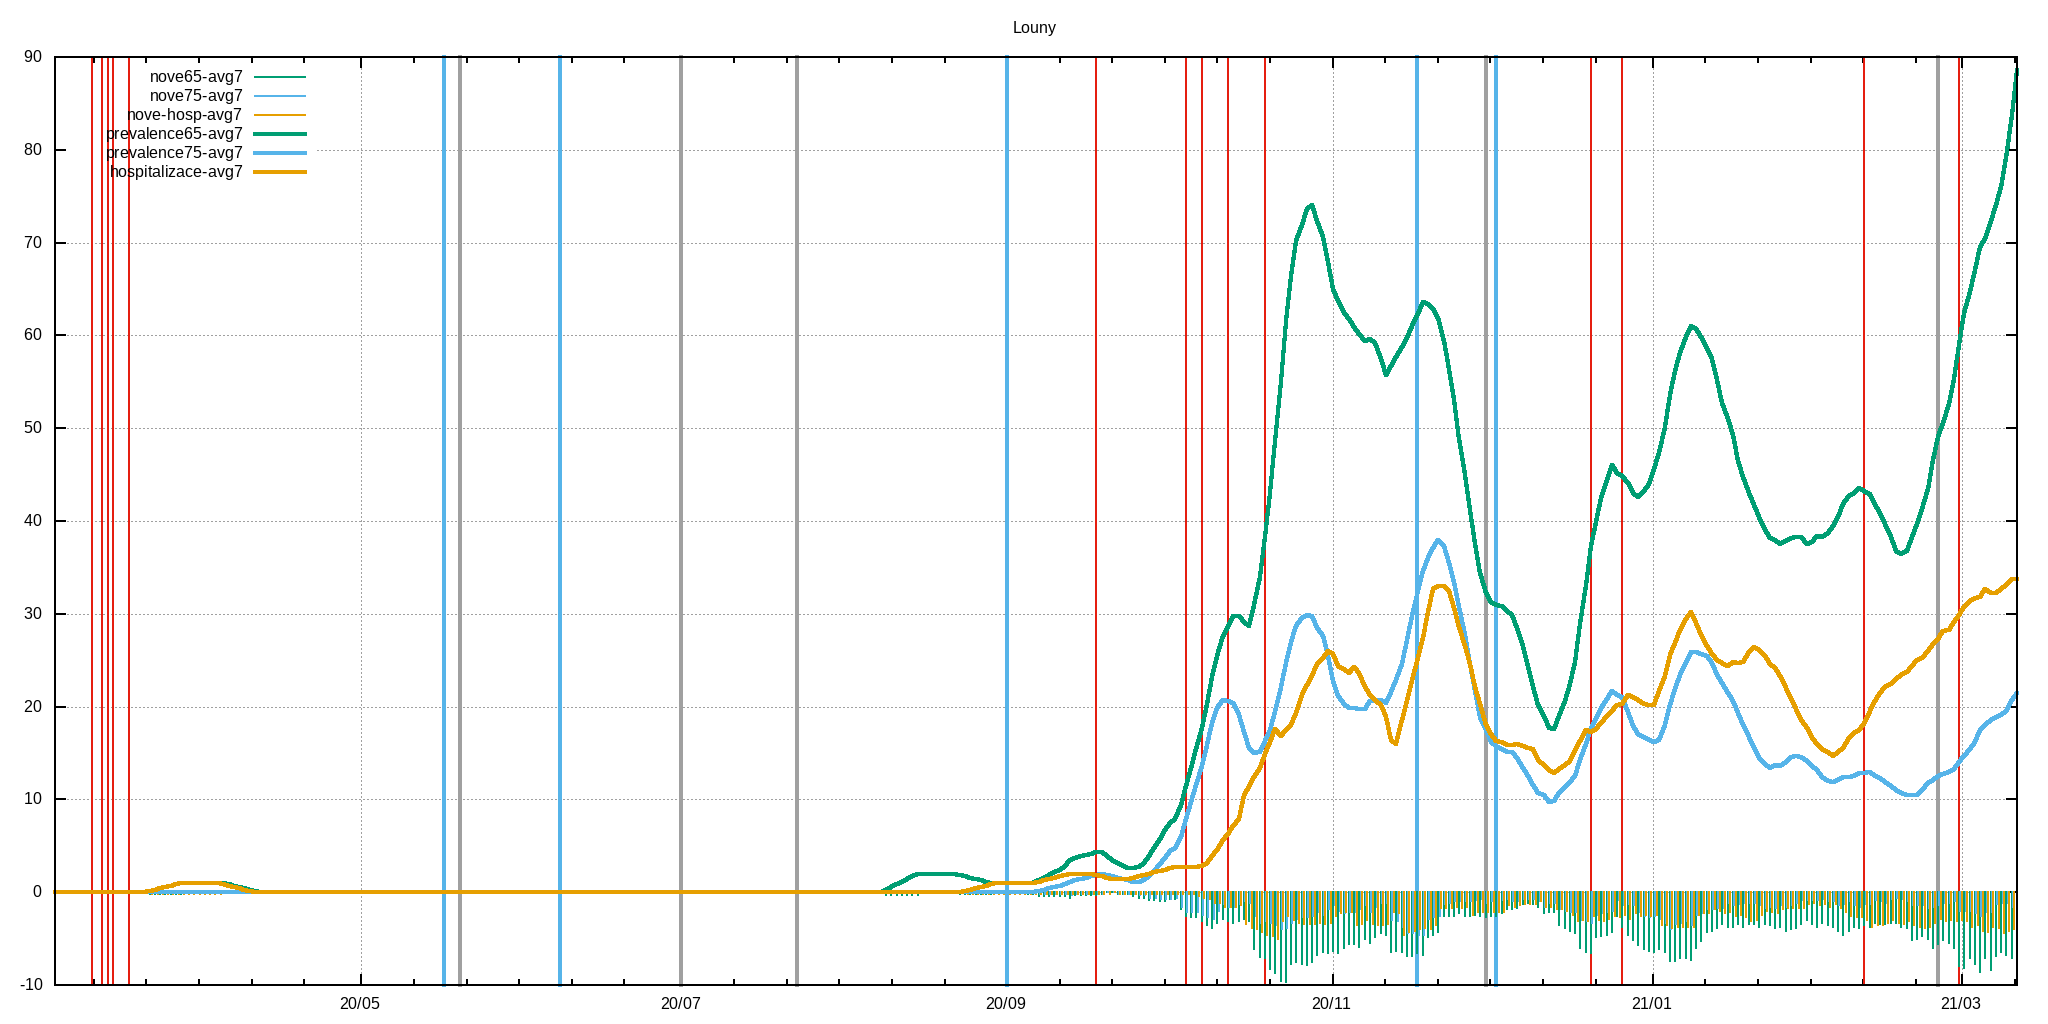 Louny
90
80
70
60
50
40
30
20
10
0
-10
nove65-avg7
nove75-avg7
nove-hosp-avg7
prevalence65-avg7
prevalence75-avg7
hospitalizace-avg7
20/05 20/07 20/09 20/11 21/01 21/03